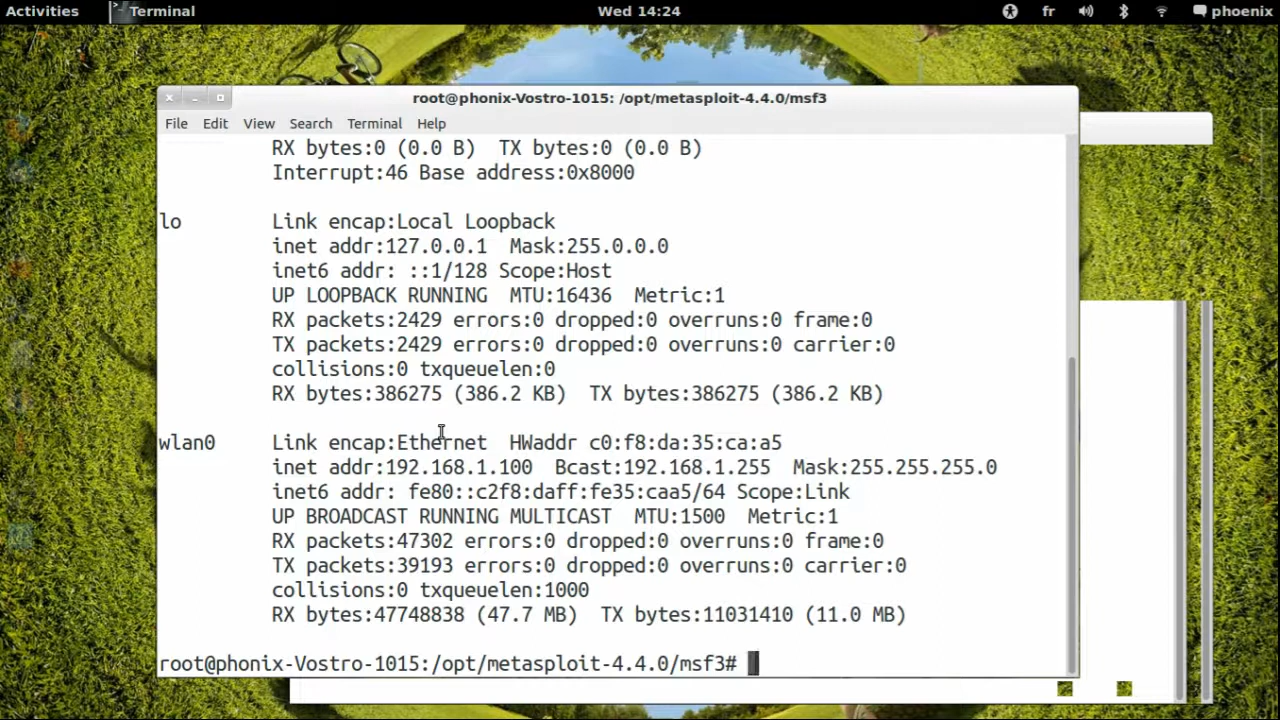 Activities Terminal Wed 14:24 fr phoenix
root@phonix-Vostro-1015: /opt/metasploit-4.4.0/msf3
File Edit View Search Terminal Help
RX bytes:0 (0.0 B)  TX bytes:0 (0.0 B)
Interrupt:46 Base address:0x8000
lo        Link encap:Local Loopback
inet addr:127.0.0.1  Mask:255.0.0.0
inet6 addr: ::1/128 Scope:Host
UP LOOPBACK RUNNING  MTU:16436  Metric:1
RX packets:2429 errors:0 dropped:0 overruns:0 frame:0
TX packets:2429 errors:0 dropped:0 overruns:0 carrier:0
collisions:0 txqueuelen:0
RX bytes:386275 (386.2 KB)  TX bytes:386275 (386.2 KB)
wlan0     Link encap:Ethernet  HWaddr c0:f8:da:35:ca:a5
inet addr:192.168.1.100  Bcast:192.168.1.255  Mask:255.255.255.0
inet6 addr: fe80::c2f8:daff:fe35:caa5/64 Scope:Link
UP BROADCAST RUNNING MULTICAST  MTU:1500  Metric:1
RX packets:47302 errors:0 dropped:0 overruns:0 frame:0
TX packets:39193 errors:0 dropped:0 overruns:0 carrier:0
collisions:0 txqueuelen:1000
RX bytes:47748838 (47.7 MB)  TX bytes:11031410 (11.0 MB)
root@phonix-Vostro-1015:/opt/metasploit-4.4.0/msf3#